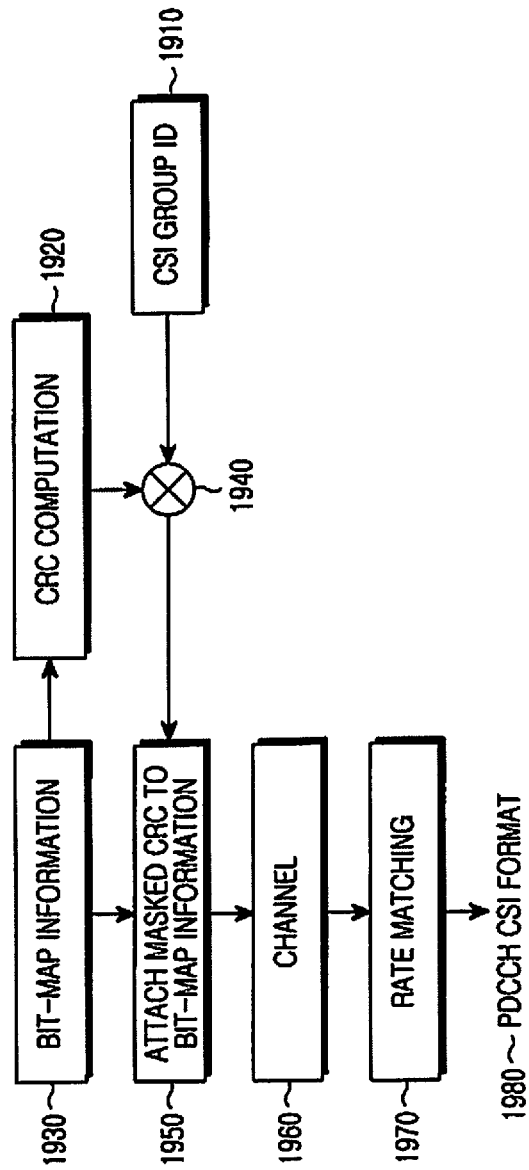 BIT-MAP INFORMATION
1930
CRC COMPUTATION
1920
ATTACH MASKED CRC TO
BIT-MAP INFORMATION
1950
1940
CSI GROUP ID
1910
CHANNEL
1960
RATE MATCHING
1970
1980 ~ PDCCH CSI FORMAT